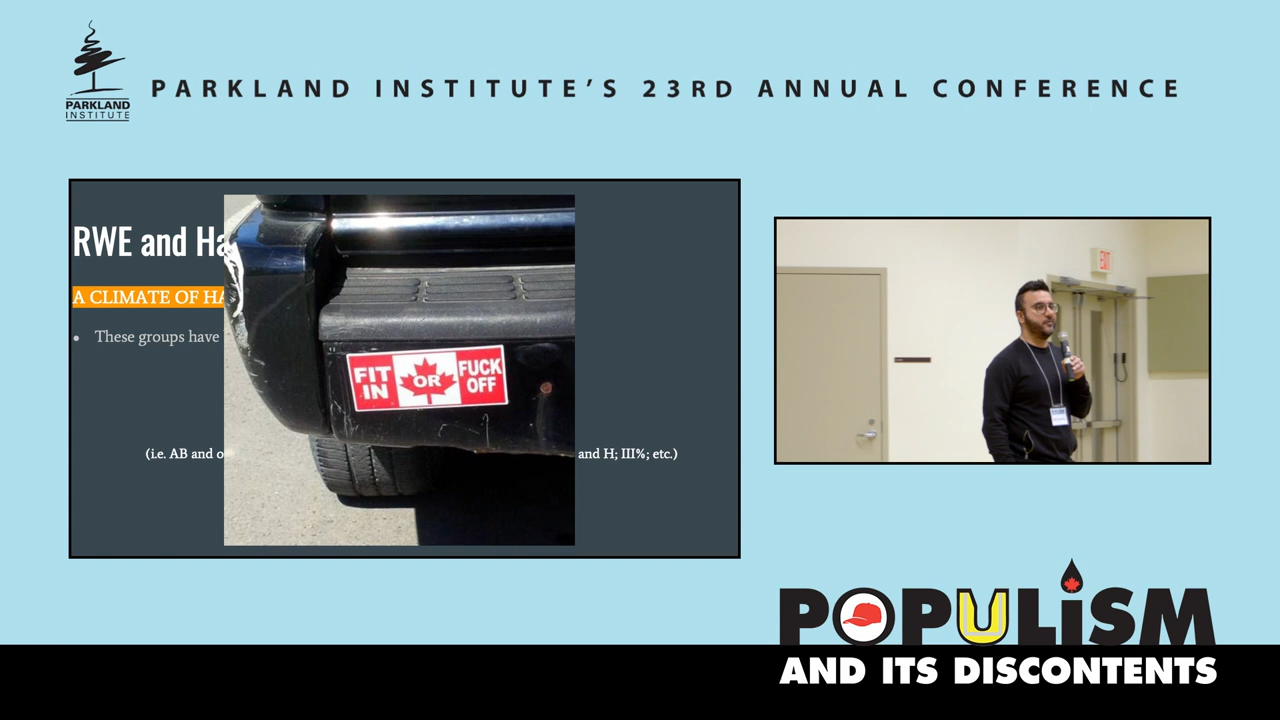 PARKLAND
INSTITUTE
PARKLAND INSTITUTE'S 23RD ANNUAL CONFERENCE
RWE and Ha
A CLIMATE OF HA
• These groups have
FIT
IN
OR
FUCK
OFF
(i.e. AB and o
and H; III%; etc.)
EXIT
POPULiSM
AND ITS DISCONTENTS